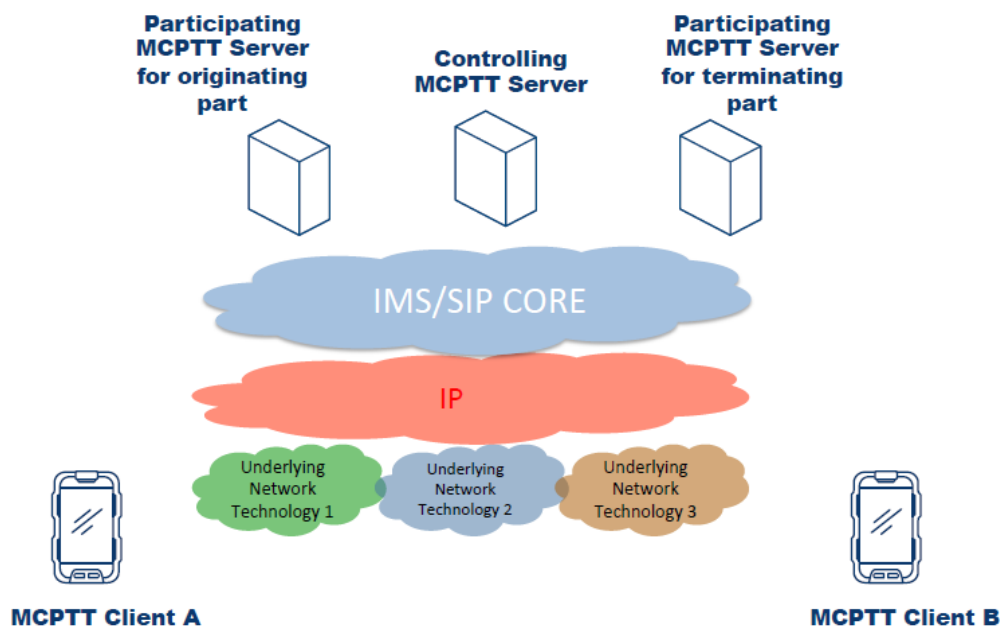 Participating
MCPTT Server
for originating
part
Controlling
MCPTT Server
Participating
MCPTT Server
for terminating
part
IMS/SIP CORE
IP
Underlying
Network
Technology 1
Underlying
Network
Technology 2
Underlying
Network
Technology 3
MCPTT Client A
MCPTT Client B